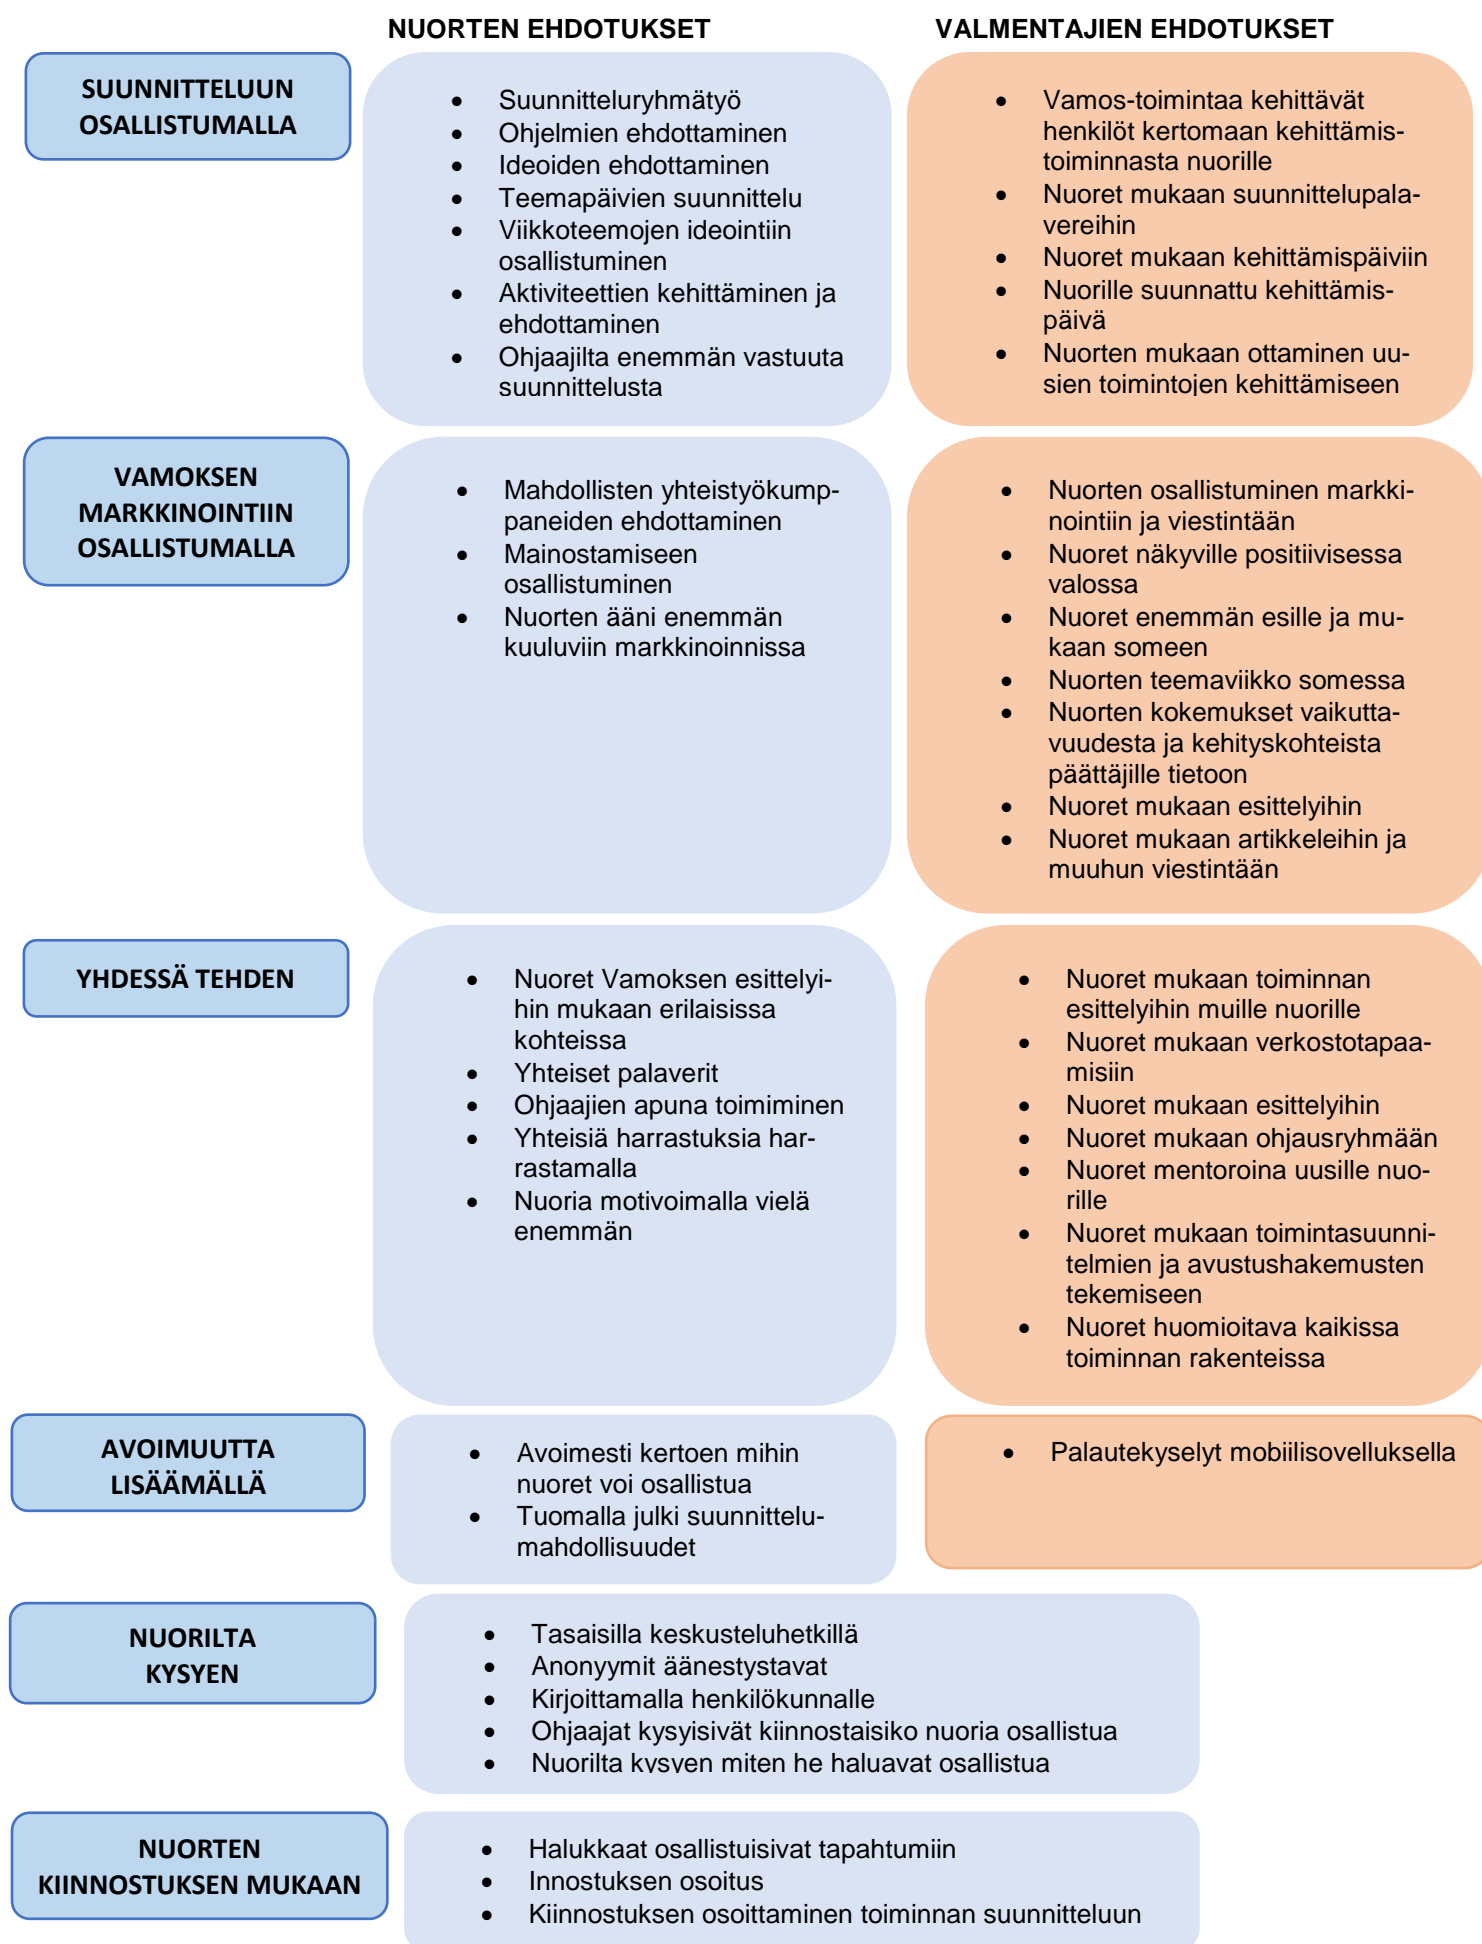 NUORTEN EHDOTUKSET
VALMENTAJIEN EHDOTUKSET
SUUNNITTELUUN
OSALLISTUMALLA
• Suunnitteluryhmätyö
• Ohjelmien ehdottaminen
• Ideoiden ehdottaminen
• Teemapäivien suunnittelu
• Viikkoteemojen ideointiin
osallistuminen
• Aktiviteettien kehittäminen ja
ehdottaminen
• Ohjaajilta enemmän vastuuta
suunnittelusta
• Vamos-toimintaa kehittävät
henkilöt kertomaan kehittämis-
toiminnasta nuorille
• Nuoret mukaan suunnittelupala-
vereihin
• Nuoret mukaan kehittämispäiviin
• Nuorille suunnattu kehittämis-
päivä
• Nuorten mukaan ottaminen uu-
sien toimintojen kehittämiseen
VAMOKSEN
MARKKINOINTIIN
OSALLISTUMALLA
• Mahdollisten yhteistyökump-
paneiden ehdottaminen
• Mainostamiseen
osallistuminen
• Nuorten ääni enemmän
kuuluviin markkinoinnissa
• Nuorten osallistuminen markki-
nointiin ja viestintään
• Nuoret näkyville positiivisessa
valossa
• Nuoret enemmän esille ja mu-
kaan someen
• Nuorten teemaviikko somessa
• Nuorten kokemukset vaikutta-
vuudesta ja kehityskohteista
päättäjille tietoon
• Nuoret mukaan esittelyihin
• Nuoret mukaan artikkeleihin ja
muuhun viestintään
YHDESSÄ TEHDEN
• Nuoret Vamoksen esittelyi-
hin mukaan erilaisissa
kohteissa
• Yhteiset palaverit
• Ohjaajien apuna toimiminen
• Yhteisiä harrastuksia har-
rastamalla
• Nuoria motivoimalla vielä
enemmän
• Nuoret mukaan toiminnan
esittelyihin muille nuorille
• Nuoret mukaan verkostotapaa-
misiin
• Nuoret mukaan esittelyihin
• Nuoret mukaan ohjausryhmään
• Nuoret mentoroina uusille nuo-
rille
• Nuoret mukaan toimintasuunni-
telmien ja avustushakemusten
tekemiseen
• Nuoret huomioitava kaikissa
toiminnan rakenteissa
AVOIMUUTTA
LISÄÄMÄLLÄ
• Avoimesti kertoen mihin
nuoret voi osallistua
• Tuomalla julki suunnittelu-
mahdollisuudet
• Palautekyselyt mobiilisovelluksella
NUORILTA
KYSYEN
• Tasaisilla keskusteluhetkillä
• Anonyymit äänestystavat
• Kirjoittamalla henkilökunnalle
• Ohjaajat kysyisivät kiinnostaisiko nuoria osallistua
• Nuorilta kysyen miten he haluavat osallistua
NUORTEN
KIINNOSTUKSEN MUKAAN
• Halukkaat osallistuisivat tapahtumiin
• Innostuksen osoitus
• Kiinnostuksen osoittaminen toiminnan suunnitteluun